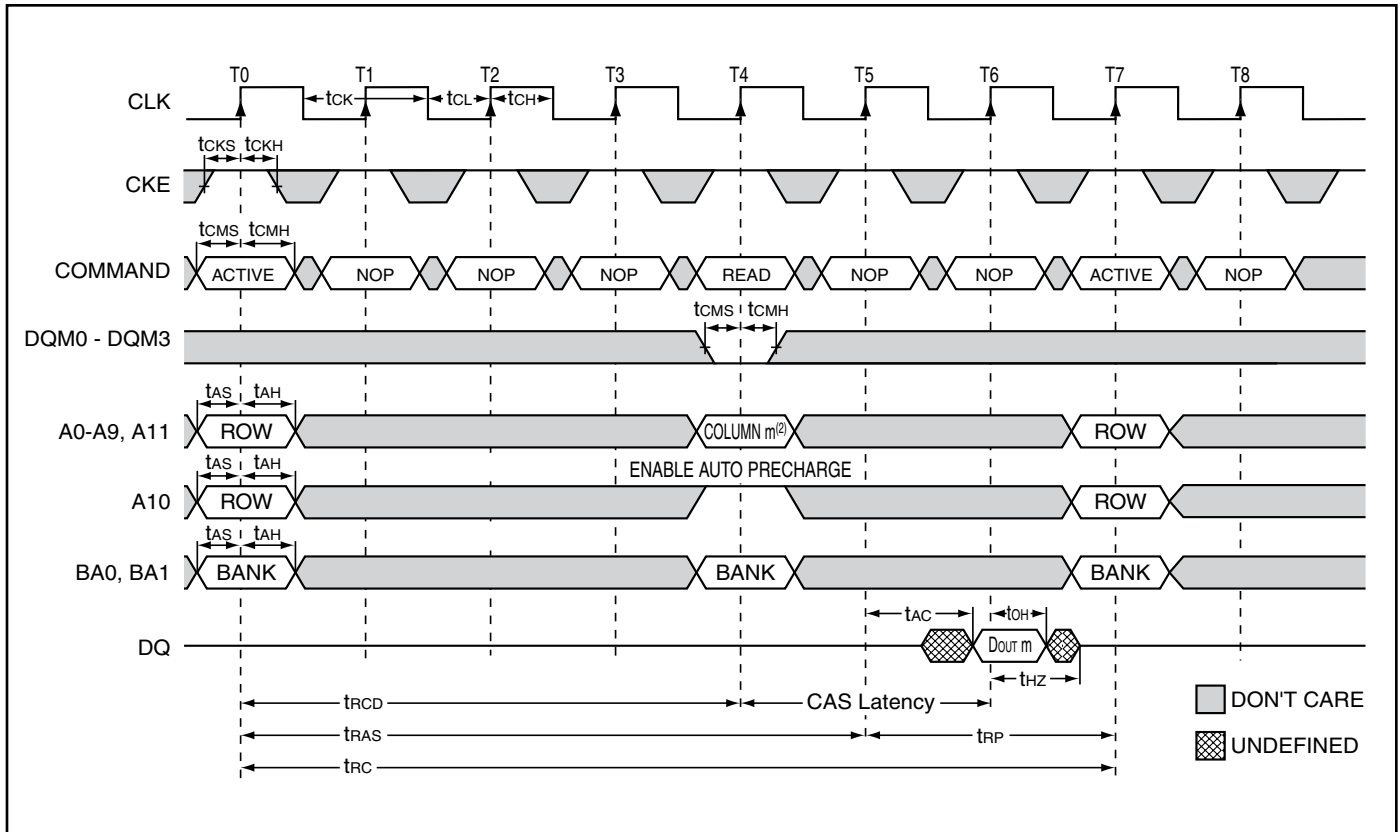 T0 T1 T2 T3 T4 T5 T6 T7 T8
CLK tCK tCL tCH
tCKS tCKH
CKE
tCMS tCMH
COMMAND ACTIVE NOP NOP NOP READ NOP NOP ACTIVE NOP
tCMS tCMH
DQM0 - DQM3
tAS tAH
A0-A9, A11 ROW COLUMN m(2) ROW
tAS tAH ENABLE AUTO PRECHARGE
A10 ROW ROW
tAS tAH
BA0, BA1 BANK BANK BANK
tAC tOH
DQ DOUT m
tHZ
tRCD CAS Latency DON'T CARE
tRAS tRP UNDEFINED
tRC